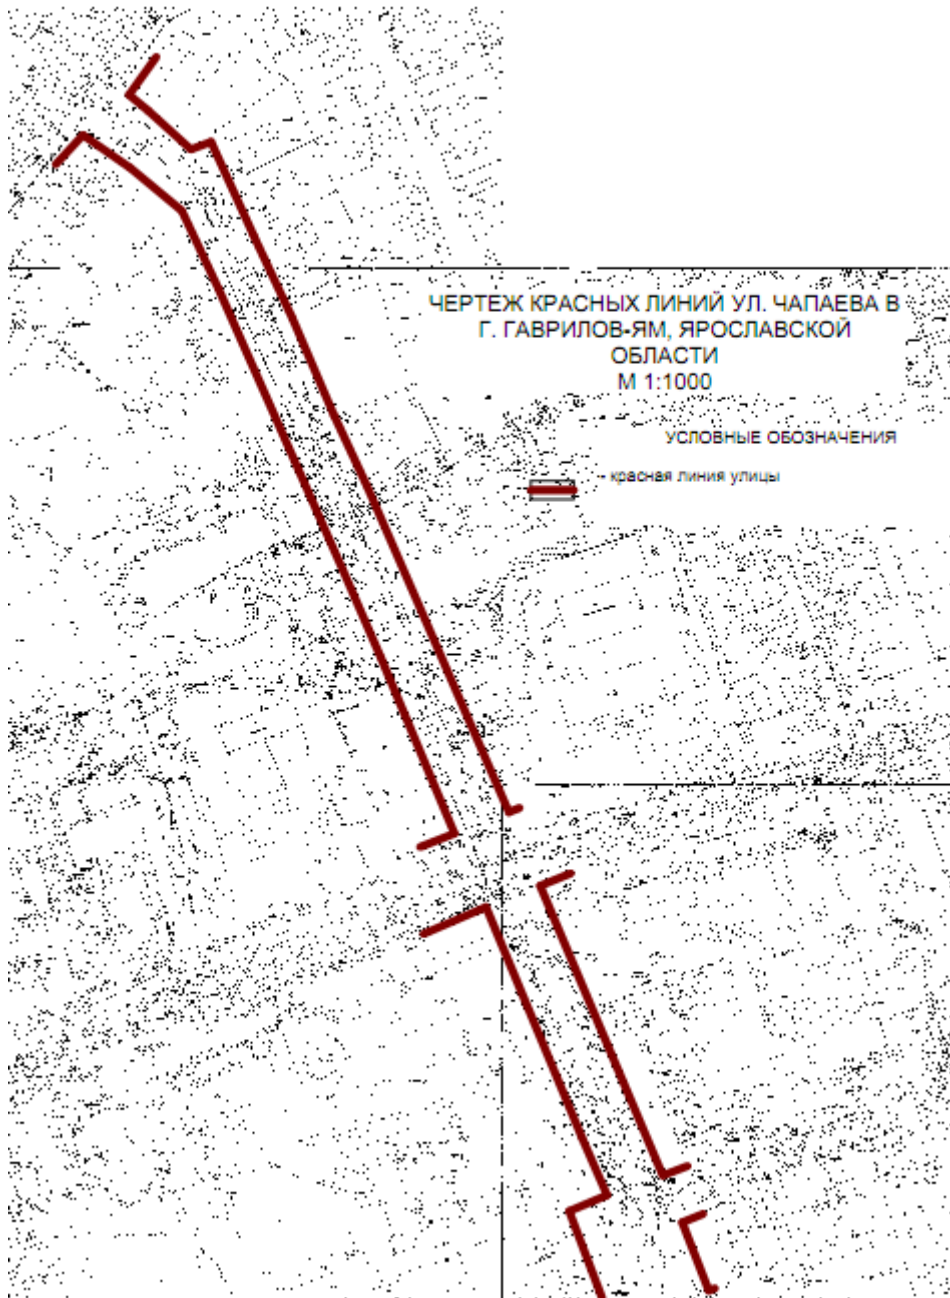 ЧЕРТЕЖ КРАСНЫХ ЛИНИЙ УЛ. ЧАПАЕВА В
Г. ГАВРИЛОВ-ЯМ, ЯРОСЛАВСКОЙ
ОБЛАСТИ
М 1:1000
УСЛОВНЫЕ ОБОЗНАЧЕНИЯ
- красная линия улицы